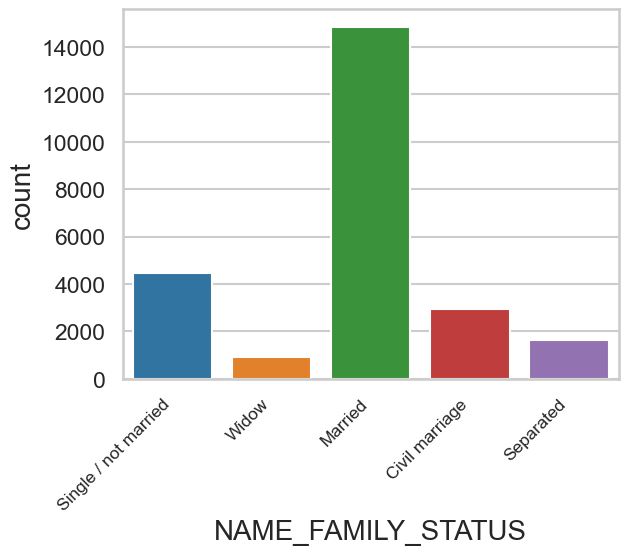 14000
12000
10000
8000
6000
4000
2000
0
count
Single / not married
Widow
Married
Civil marriage
Separated
NAME_FAMILY_STATUS